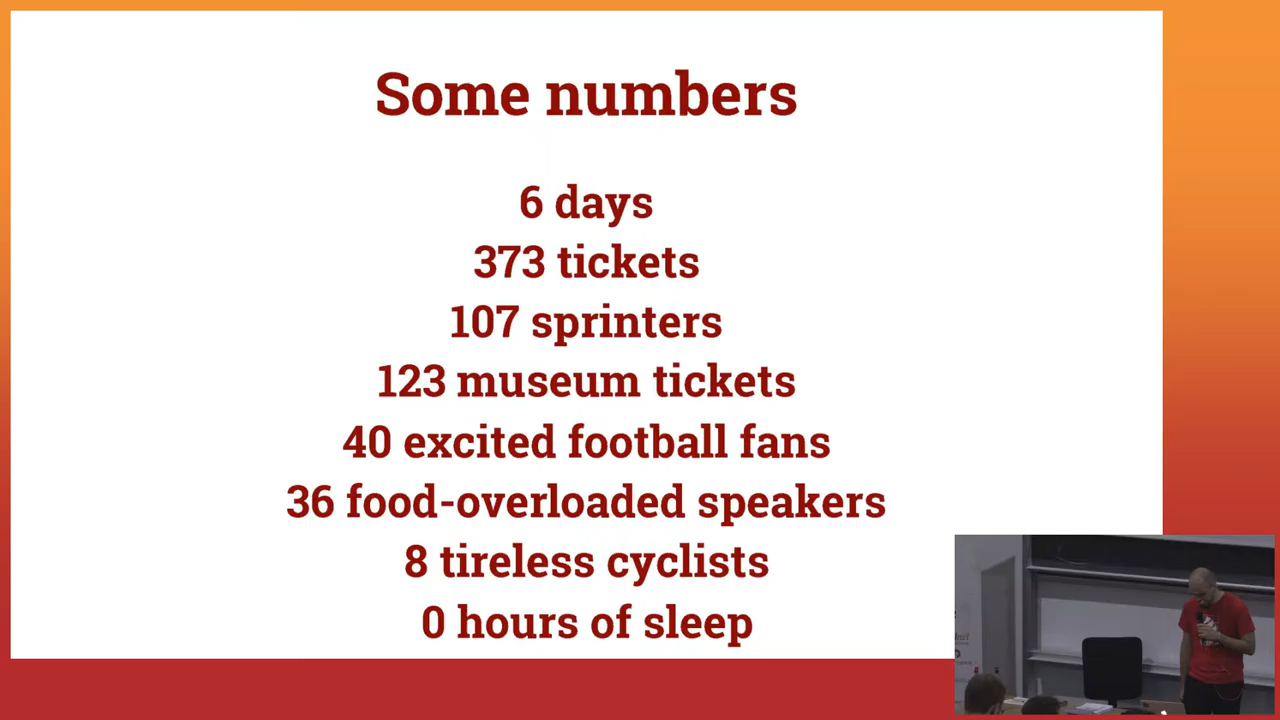 Some numbers
6 days
373 tickets
107 sprinters
123 museum tickets
40 excited football fans
36 food-overloaded speakers
8 tireless cyclists
0 hours of sleep